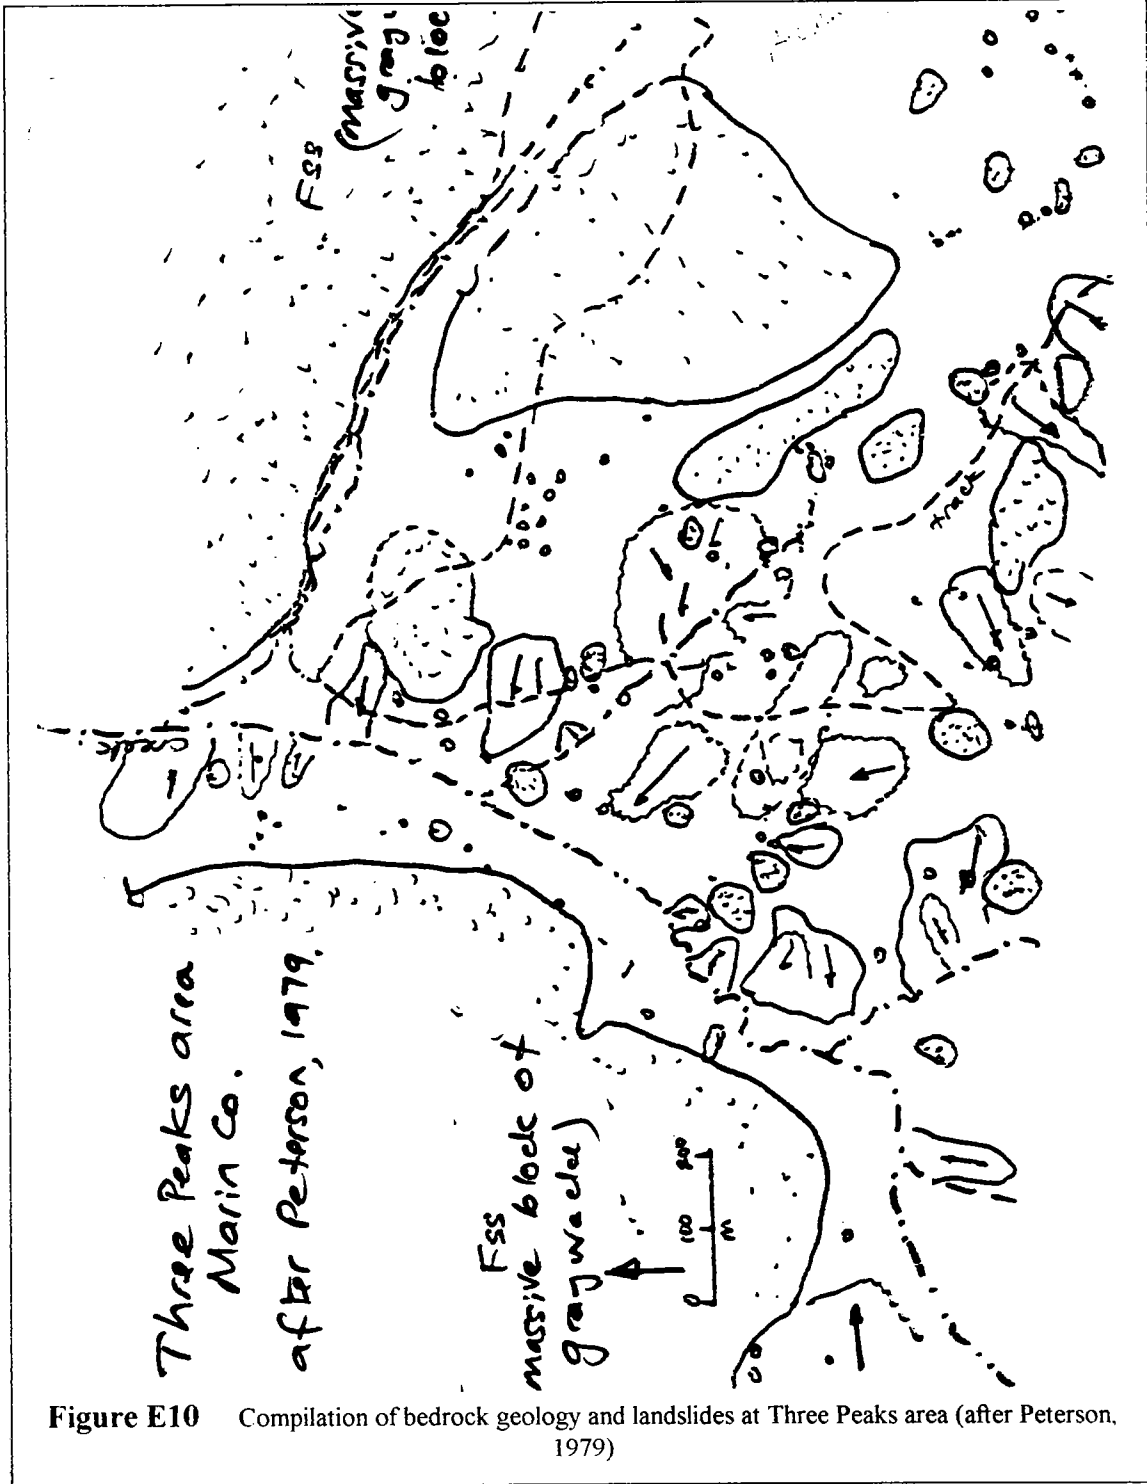 Three Peaks area
Marin Co.
after Peterson, 1979.
Fss
massive block of
graywacke)
0 100 200
m
Fss
(massive
gray
bloc
creek
track
Figure E10 Compilation of bedrock geology and landslides at Three Peaks area (after Peterson,
1979)